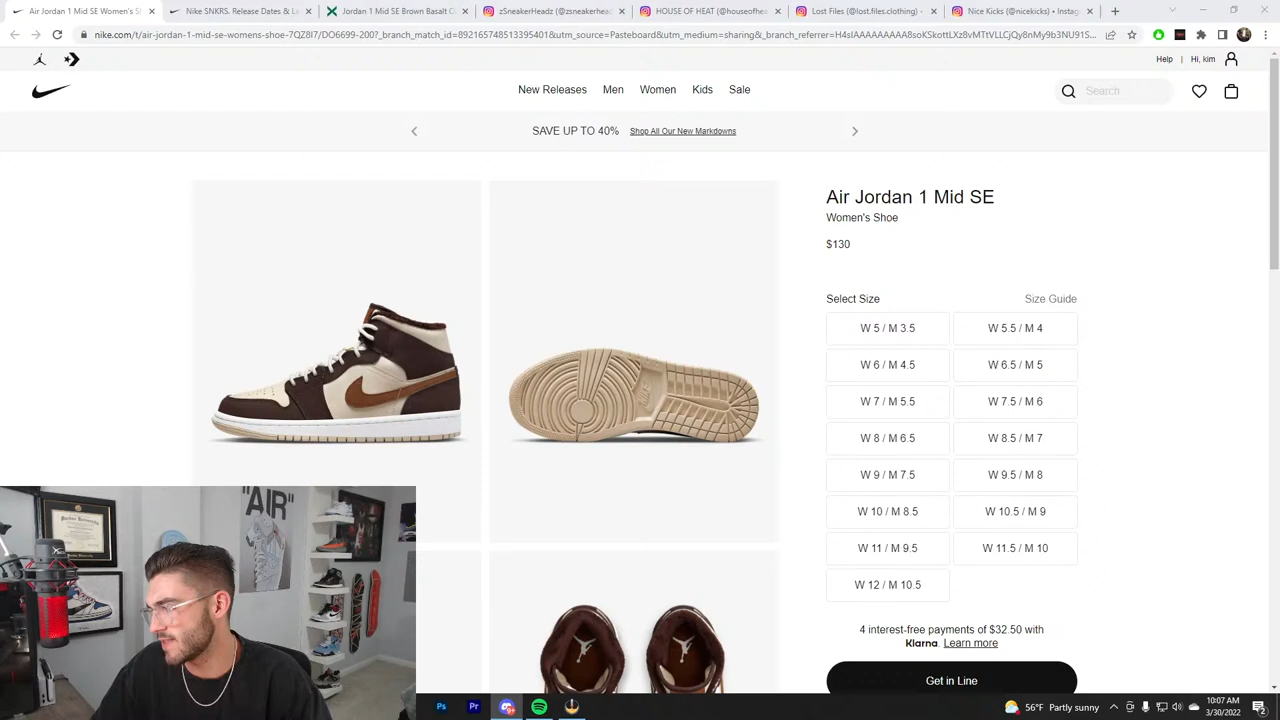 Air Jordan 1 Mid SE Women's S
Nike SNKRS. Release Dates & La
Jordan 1 Mid SE Brown Basalt O
zSneakerHeadz (@zsneakerhead
HOUSE OF HEAT (@houseofhea
Lost Files (@lost.files.clothing) •
Nice Kicks (@nicekicks) • Instag
nike.com/t/air-jordan-1-mid-se-womens-shoe-7QZ8l7/DO6699-200?_branch_match_id=892165748513395401&utm_source=Pasteboard&utm_medium=sharing&_branch_referrer=
Help | Hi, kim
New Releases Men Women Kids Sale
Search
SAVE UP TO 40% Shop All Our New Markdowns
Air Jordan 1 Mid SE
Women's Shoe
$130
Select Size Size Guide
W 5 / M 3.5 W 5.5 / M 4
W 6 / M 4.5 W 6.5 / M 5
W 7 / M 5.5 W 7.5 / M 6
W 8 / M 6.5 W 8.5 / M 7
W 9 / M 7.5 W 9.5 / M 8
W 10 / M 8.5 W 10.5 / M 9
W 11 / M 9.5 W 11.5 / M 10
W 12 / M 10.5
4 interest-free payments of $32.50 with
Klarna. Learn more
Get in Line
"AIR"
Ps Pr
56°F Partly sunny
10:07 AM
3/30/2022
2